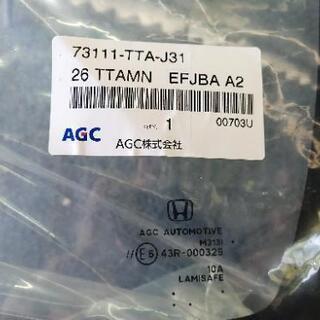 73111-TTA-J31
26 TTAMN EFJBA A2
AGC
QTY. 1
00703U
AGC株式会社
AGC AUTOMOTIVE
M313I
//E6 43R-000325
10A
LAMISAFE